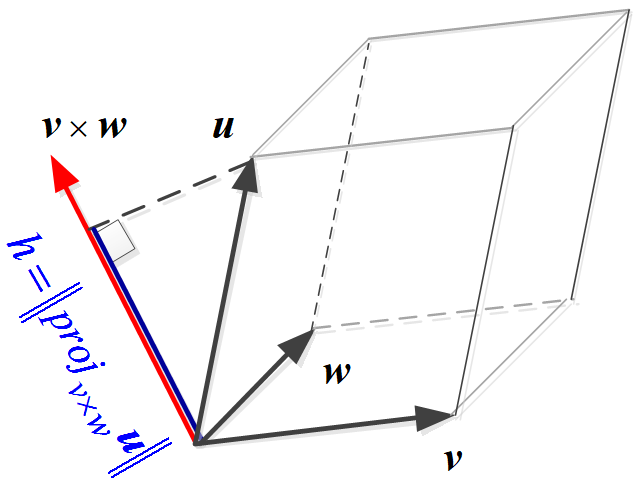 v × w
u
h = ‖proj v×w u‖
w
v